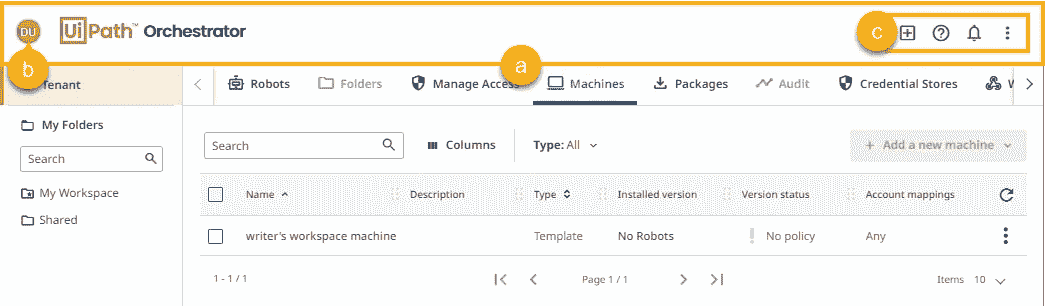 DU UiPath™ Orchestrator c
b a
Tenant Robots Folders Manage Access Machines Packages Audit Credential Stores
My Folders
Search Columns Type: All + Add a new machine
Search
My Workspace Name Description Type Installed version Version status Account mappings
Shared
writer's workspace machine Template No Robots No policy Any
1 - 1 / 1 Page 1 / 1 Items 10